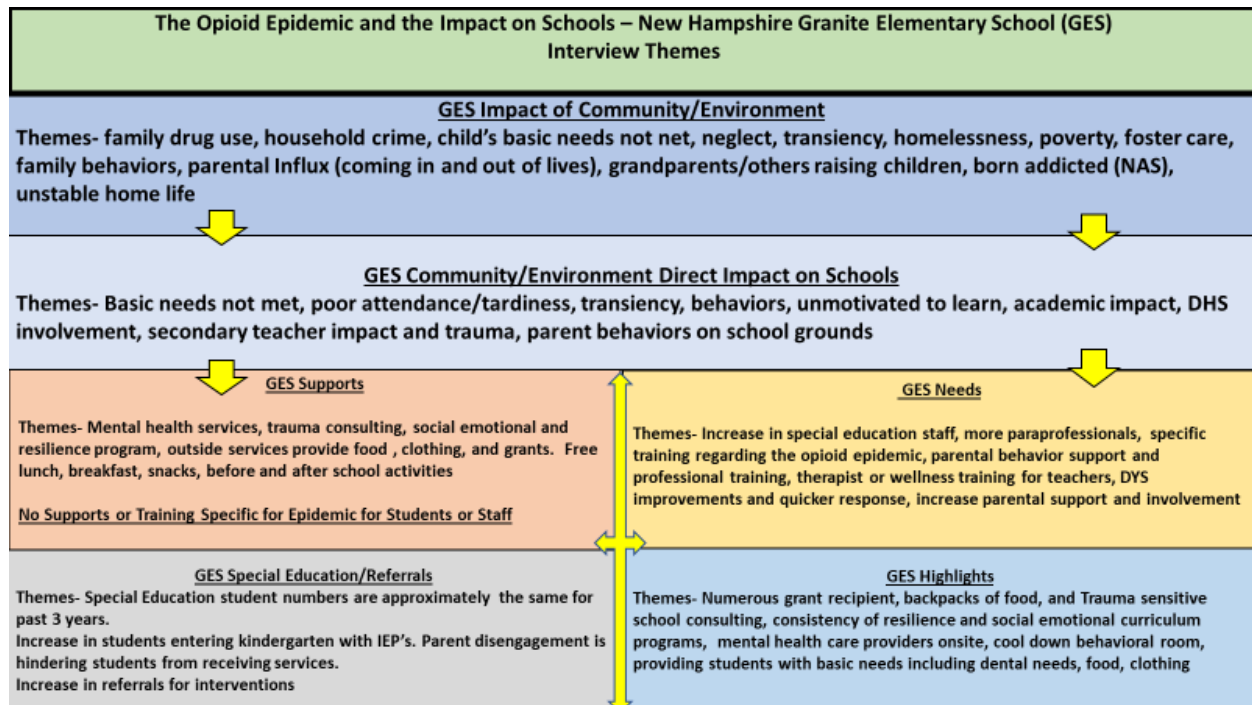 The Opioid Epidemic and the Impact on Schools – New Hampshire Granite Elementary School (GES)
Interview Themes
GES Impact of Community/Environment
Themes- family drug use, household crime, child's basic needs not net, neglect, transiency, homelessness, poverty, foster care,
family behaviors, parental Influx (coming in and out of lives), grandparents/others raising children, born addicted (NAS),
unstable home life
GES Community/Environment Direct Impact on Schools
Themes- Basic needs not met, poor attendance/tardiness, transiency, behaviors, unmotivated to learn, academic impact, DHS
involvement, secondary teacher impact and trauma, parent behaviors on school grounds
GES Supports
Themes- Mental health services, trauma consulting, social emotional and
resilience program, outside services provide food , clothing, and grants. Free
lunch, breakfast, snacks, before and after school activities
No Supports or Training Specific for Epidemic for Students or Staff
GES Needs
Themes- Increase in special education staff, more paraprofessionals, specific
training regarding the opioid epidemic, parental behavior support and
professional training, therapist or wellness training for teachers, DYS
improvements and quicker response, increase parental support and involvement
GES Special Education/Referrals
Themes- Special Education student numbers are approximately the same for
past 3 years.
Increase in students entering kindergarten with IEP's. Parent disengagement is
hindering students from receiving services.
Increase in referrals for interventions
GES Highlights
Themes- Numerous grant recipient, backpacks of food, and Trauma sensitive
school consulting, consistency of resilience and social emotional curriculum
programs, mental health care providers onsite, cool down behavioral room,
providing students with basic needs including dental needs, food, clothing